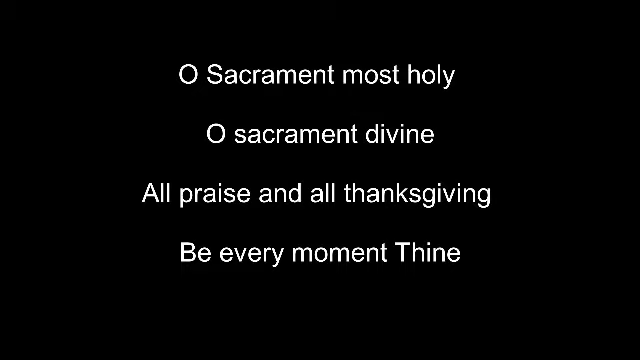 O Sacrament most holy
O sacrament divine
All praise and all thanksgiving
Be every moment Thine